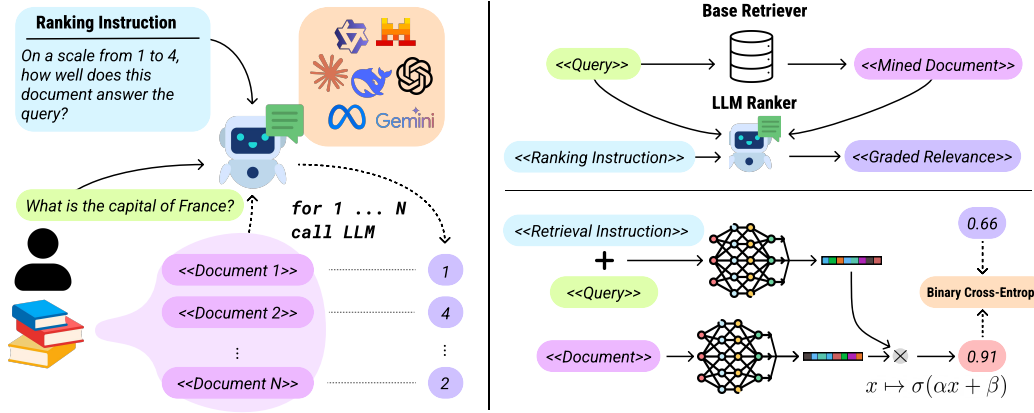 Ranking Instruction
On a scale from 1 to 4,
how well does this
document answer the
query?
Gemini
What is the capital of France?
for 1 ... N
call LLM
<<Document 1>>
1
<<Document 2>>
4
⋮
⋮
<<Document N>>
2
Base Retriever
<<Query>>
<<Mined Document>>
LLM Ranker
<<Ranking Instruction>>
<<Graded Relevance>>
<<Retrieval Instruction>>
+
<<Query>>
0.66
Binary Cross-Entrop
<<Document>>
0.91
x ↦ σ(αx + β)